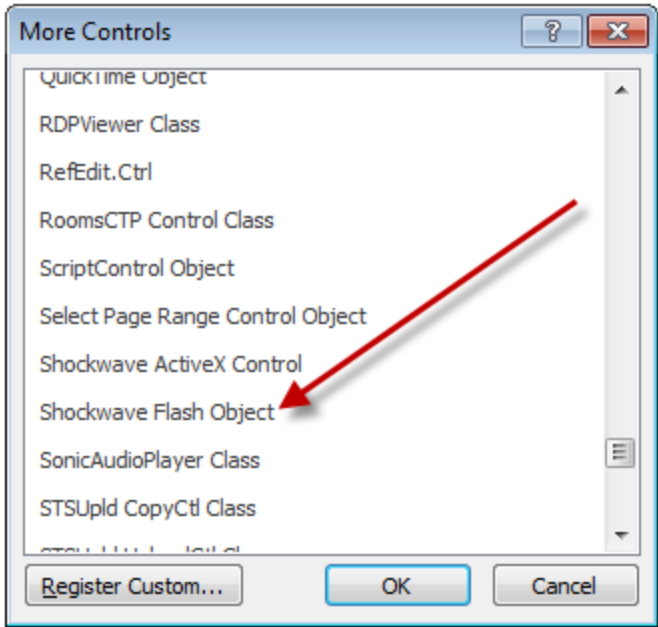 More Controls
QuickTime Object
RDPViewer Class
RefEdit.Ctrl
RoomsCTP Control Class
ScriptControl Object
Select Page Range Control Object
Shockwave ActiveX Control
Shockwave Flash Object
SonicAudioPlayer Class
STSUpld CopyCtl Class
Register Custom...
OK
Cancel